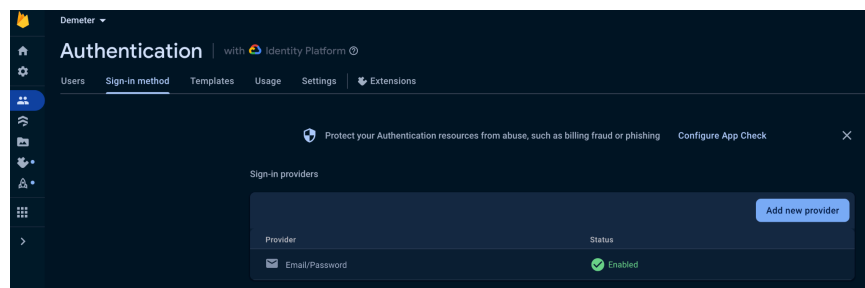 Demeter
Authentication with Identity Platform
Users Sign-in method Templates Usage Settings Extensions
Protect your Authentication resources from abuse, such as billing fraud or phishing Configure App Check
Sign-in providers
Add new provider
Provider Status
Email/Password Enabled